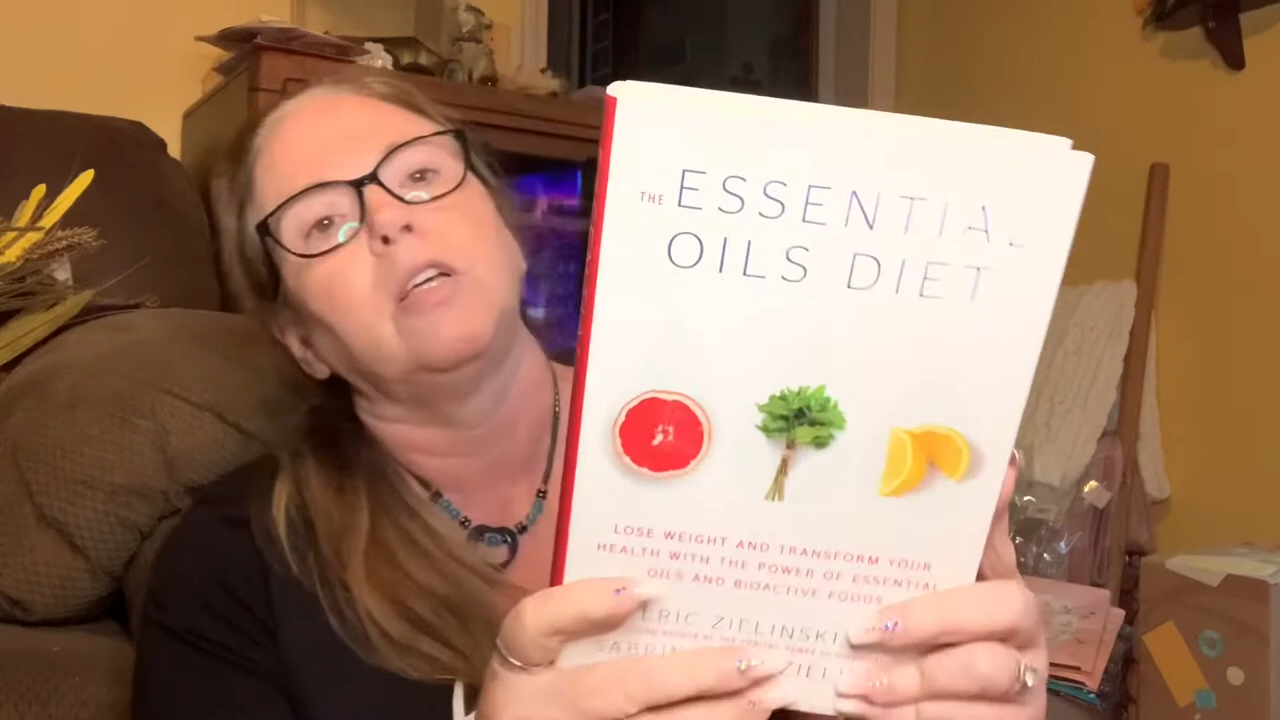 THE ESSENTIAL
OILS DIET
LOSE WEIGHT AND TRANSFORM YOUR
HEALTH WITH THE POWER OF ESSENTIAL
OILS AND BIOACTIVE FOODS
ERIC ZIELINSKI